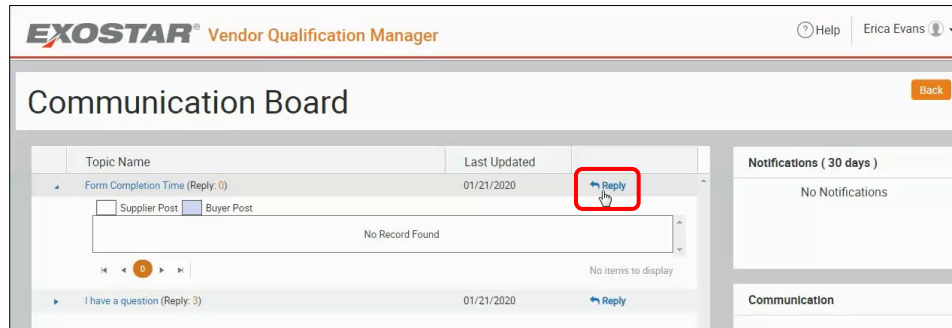 EXOSTAR® Vendor Qualification Manager
? Help
Erica Evans
Communication Board
Back
Topic Name Last Updated
Form Completion Time (Reply: 0) 01/21/2020 Reply
Supplier Post Buyer Post
No Record Found
0
No items to display
I have a question (Reply: 3) 01/21/2020 Reply
Notifications ( 30 days )
No Notifications
Communication